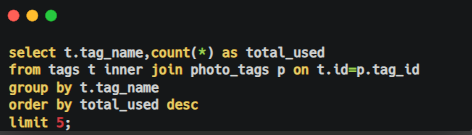 select t.tag_name,count(*) as total_used
from tags t inner join photo_tags p on t.id=p.tag_id
group by t.tag_name
order by total_used desc
limit 5;